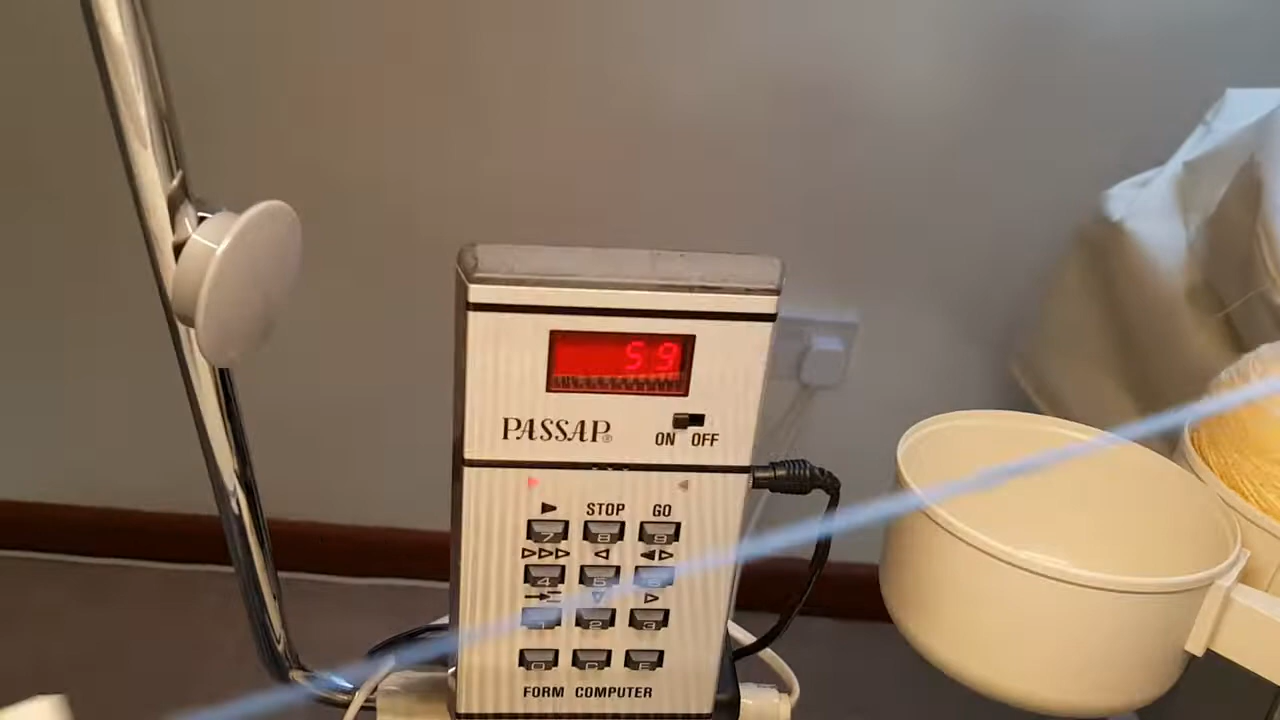 59
PASSAP®
ON OFF
STOP GO
7 8 9
4 5 6
1 2 3
0 C E
FORM COMPUTER